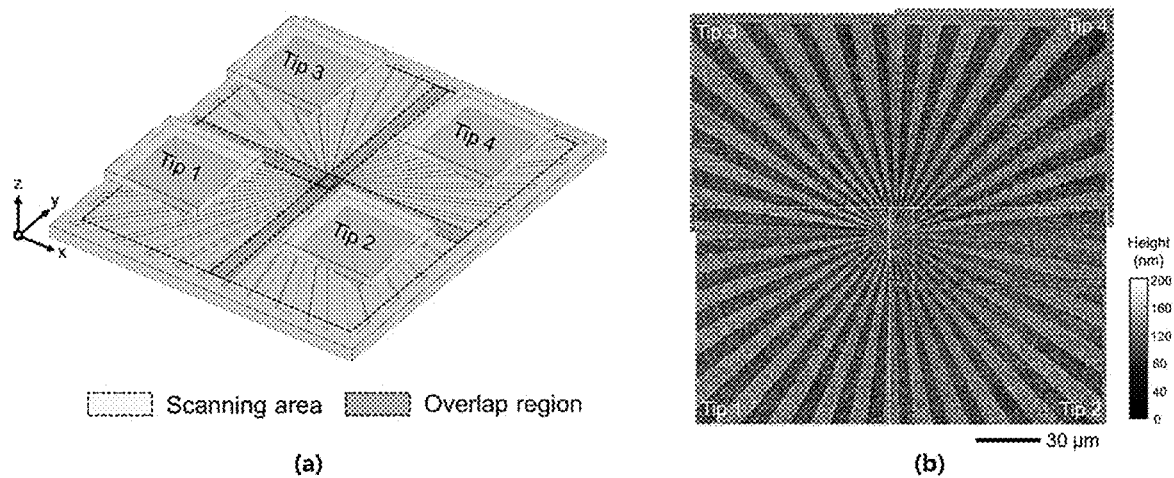 Tip 3
Tip 4
Tip 1
Tip 2
z
y
x
Scanning area
Overlap region
(a)
Tip 3
Tip 4
Tip 1
Tip 2
Height
(nm)
200
160
120
80
40
0
30 μm
(b)